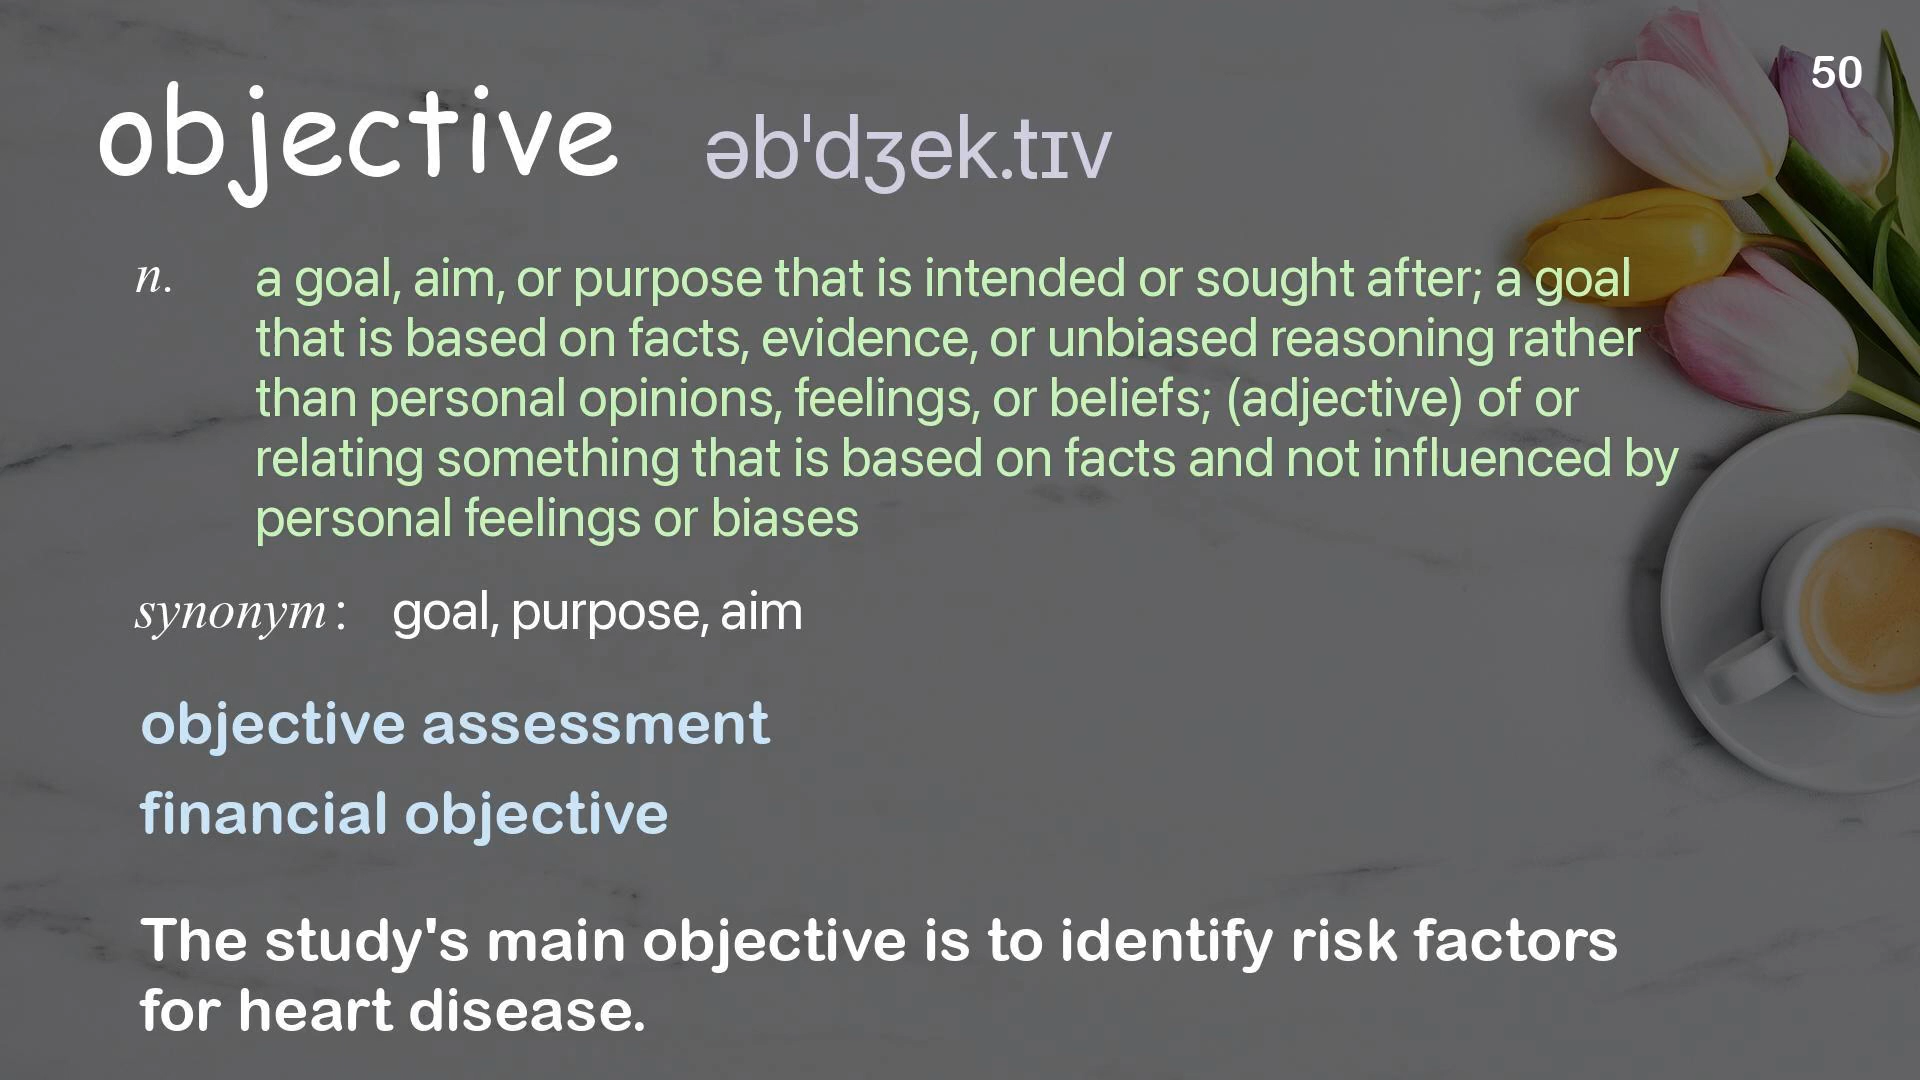 50
objective əbˈdʒek.tɪv
n. a goal, aim, or purpose that is intended or sought after; a goal
that is based on facts, evidence, or unbiased reasoning rather
than personal opinions, feelings, or beliefs; (adjective) of or
relating something that is based on facts and not influenced by
personal feelings or biases
synonym: goal, purpose, aim
objective assessment
financial objective
The study's main objective is to identify risk factors
for heart disease.